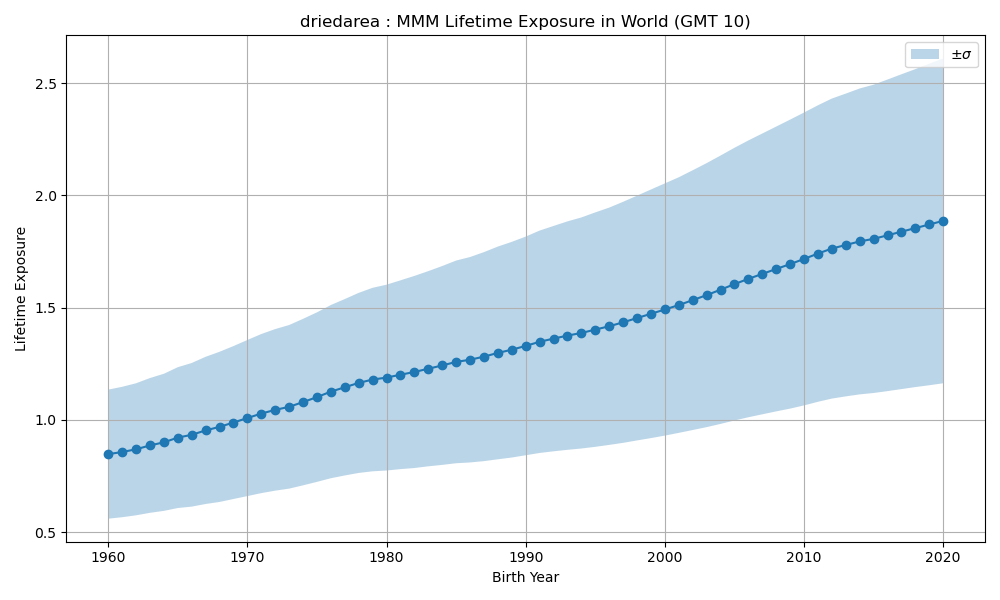 driedarea : MMM Lifetime Exposure in World (GMT 10)
±σ
2.5
2.0
1.5
1.0
0.5
Lifetime Exposure
1960 1970 1980 1990 2000 2010 2020
Birth Year